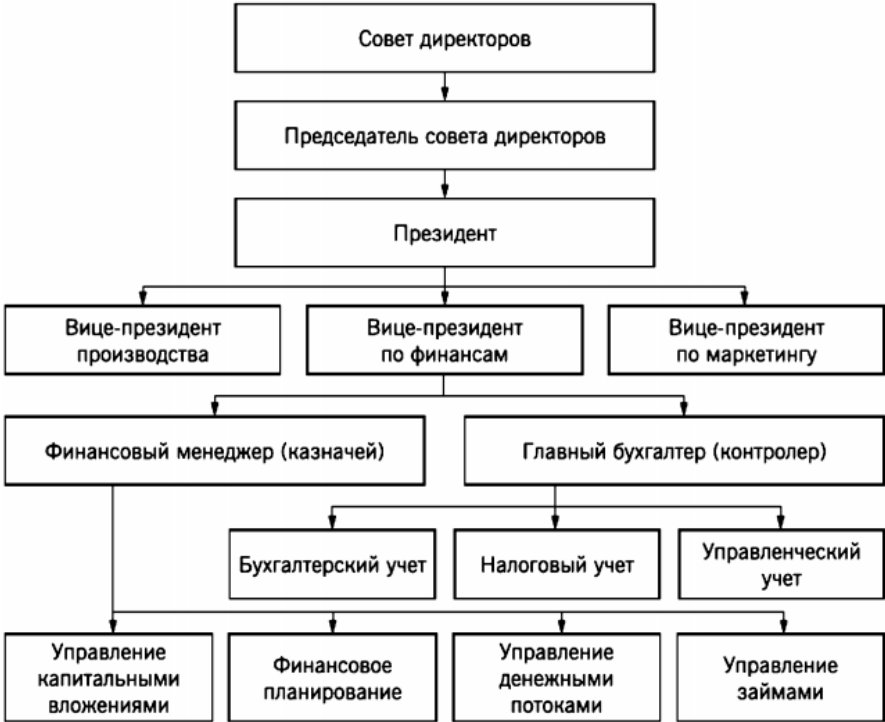 Совет директоров
Председатель совета директоров
Президент
Вице-президент
производства
Вице-президент
по финансам
Вице-президент
по маркетингу
Финансовый менеджер (казначей)
Главный бухгалтер (контролер)
Бухгалтерский учет
Налоговый учет
Управленческий
учет
Управление
капитальными
вложениями
Финансовое
планирование
Управление
денежными
потоками
Управление
займами